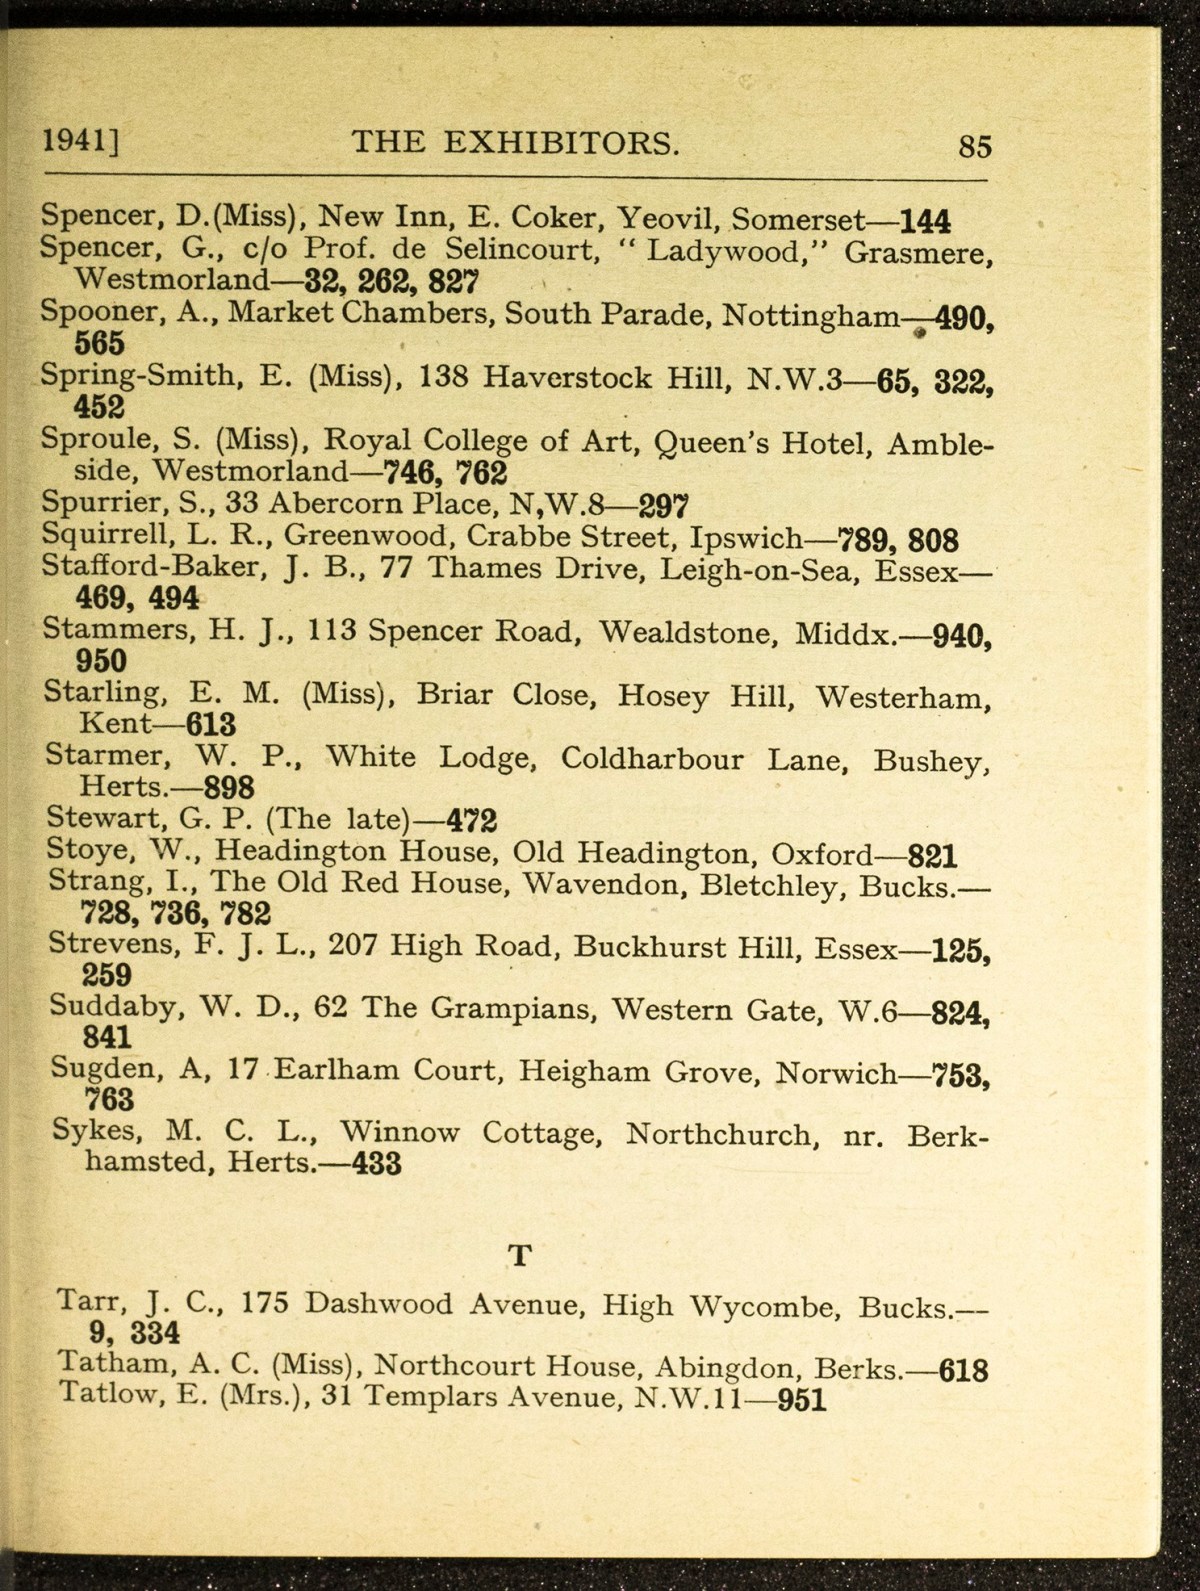 1941] THE EXHIBITORS. 85
Spencer, D.(Miss), New Inn, E. Coker, Yeovil, Somerset—144
Spencer, G., c/o Prof. de Selincourt, “ Ladywood,” Grasmere,
Westmorland—32, 262, 827
Spooner, A., Market Chambers, South Parade, Nottingham—490,
565
Spring-Smith, E. (Miss), 138 Haverstock Hill, N.W.3—65, 322,
452
Sproule, S. (Miss), Royal College of Art, Queen’s Hotel, Amble-
side, Westmorland—746, 762
Spurrier, S., 33 Abercorn Place, N,W.8—297
Squirrell, L. R., Greenwood, Crabbe Street, Ipswich—789, 808
Stafford-Baker, J. B., 77 Thames Drive, Leigh-on-Sea, Essex—
469, 494
Stammers, H. J., 113 Spencer Road, Wealdstone, Middx.—940,
950
Starling, E. M. (Miss), Briar Close, Hosey Hill, Westerham,
Kent—613
Starmer, W. P., White Lodge, Coldharbour Lane, Bushey,
Herts.—898
Stewart, G. P. (The late)—472
Stoye, W., Headington House, Old Headington, Oxford—821
Strang, I., The Old Red House, Wavendon, Bletchley, Bucks.—
728, 736, 782
Strevens, F. J. L., 207 High Road, Buckhurst Hill, Essex—125,
259
Suddaby, W. D., 62 The Grampians, Western Gate, W.6—824,
841
Sugden, A, 17 Earlham Court, Heigham Grove, Norwich—753,
763
Sykes, M. C. L., Winnow Cottage, Northchurch, nr. Berk-
hamsted, Herts.—433
T
Tarr, J. C., 175 Dashwood Avenue, High Wycombe, Bucks.—
9, 334
Tatham, A. C. (Miss), Northcourt House, Abingdon, Berks.—618
Tatlow, E. (Mrs.), 31 Templars Avenue, N.W.11—951